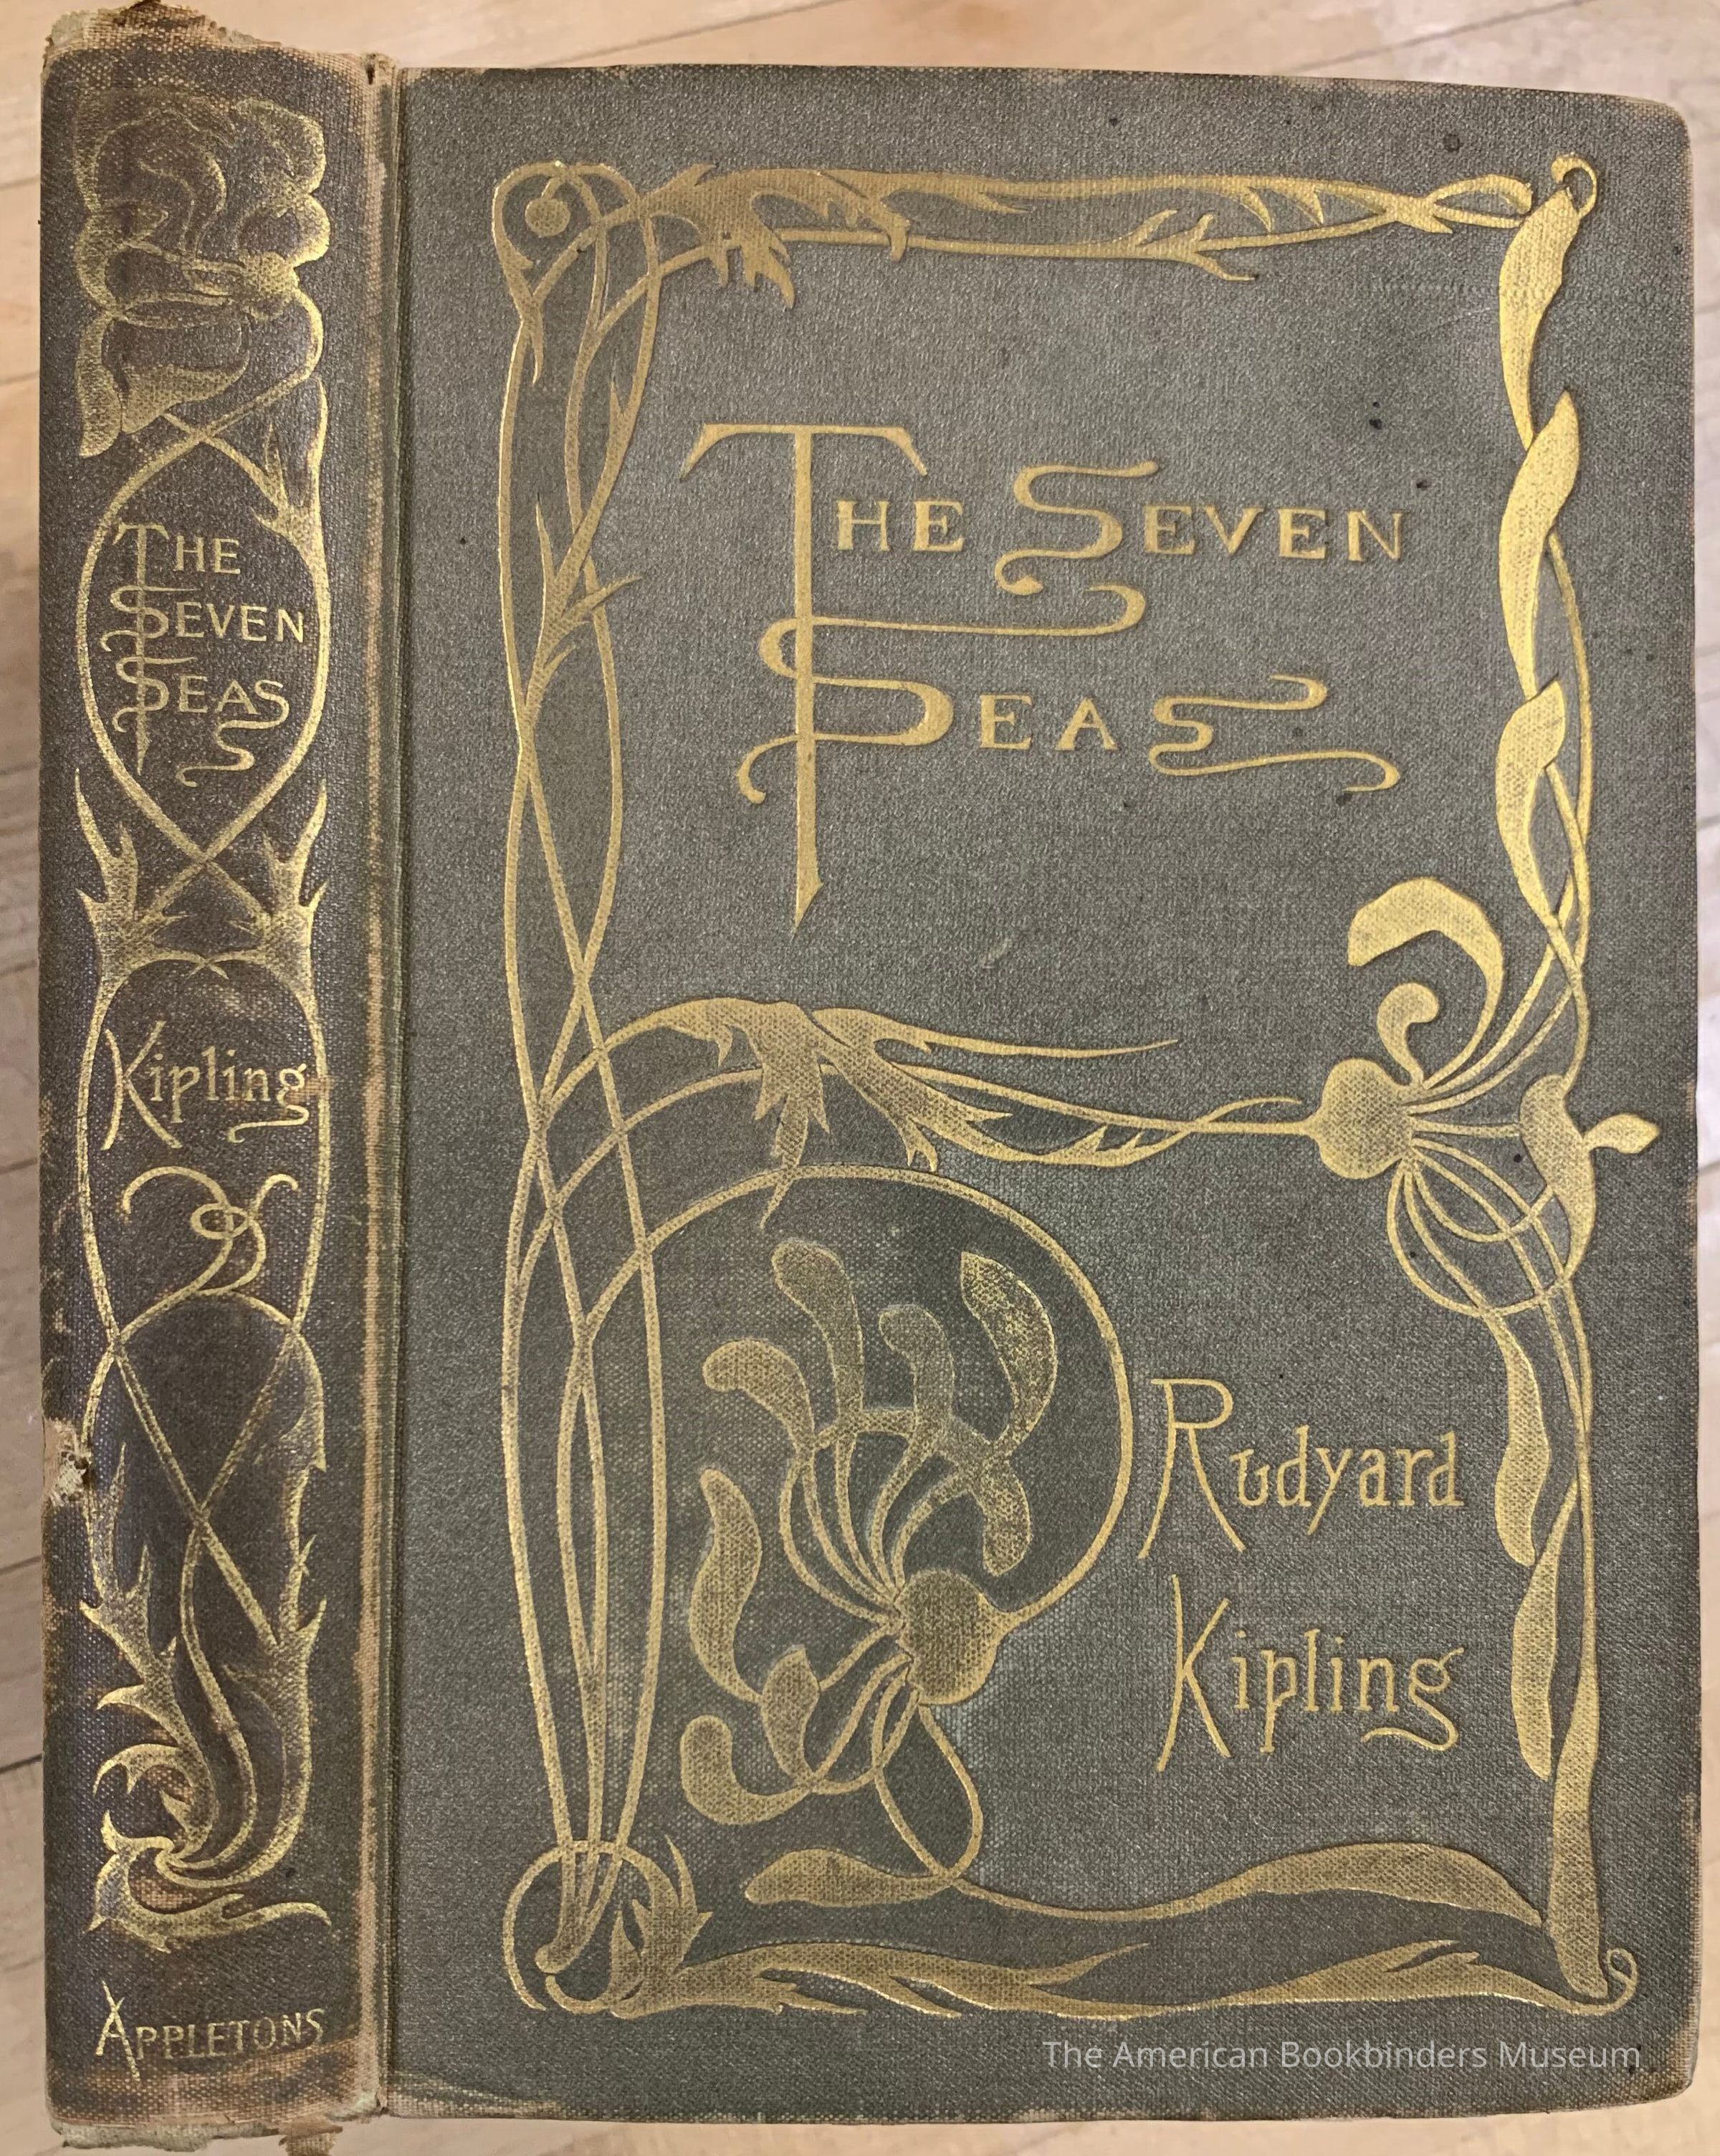 THE
SEVEN
SEAS
Kipling
APPLETONS
THE SEVEN
SEAS
Rudyard
Kipling
The American Bookbinders Museum